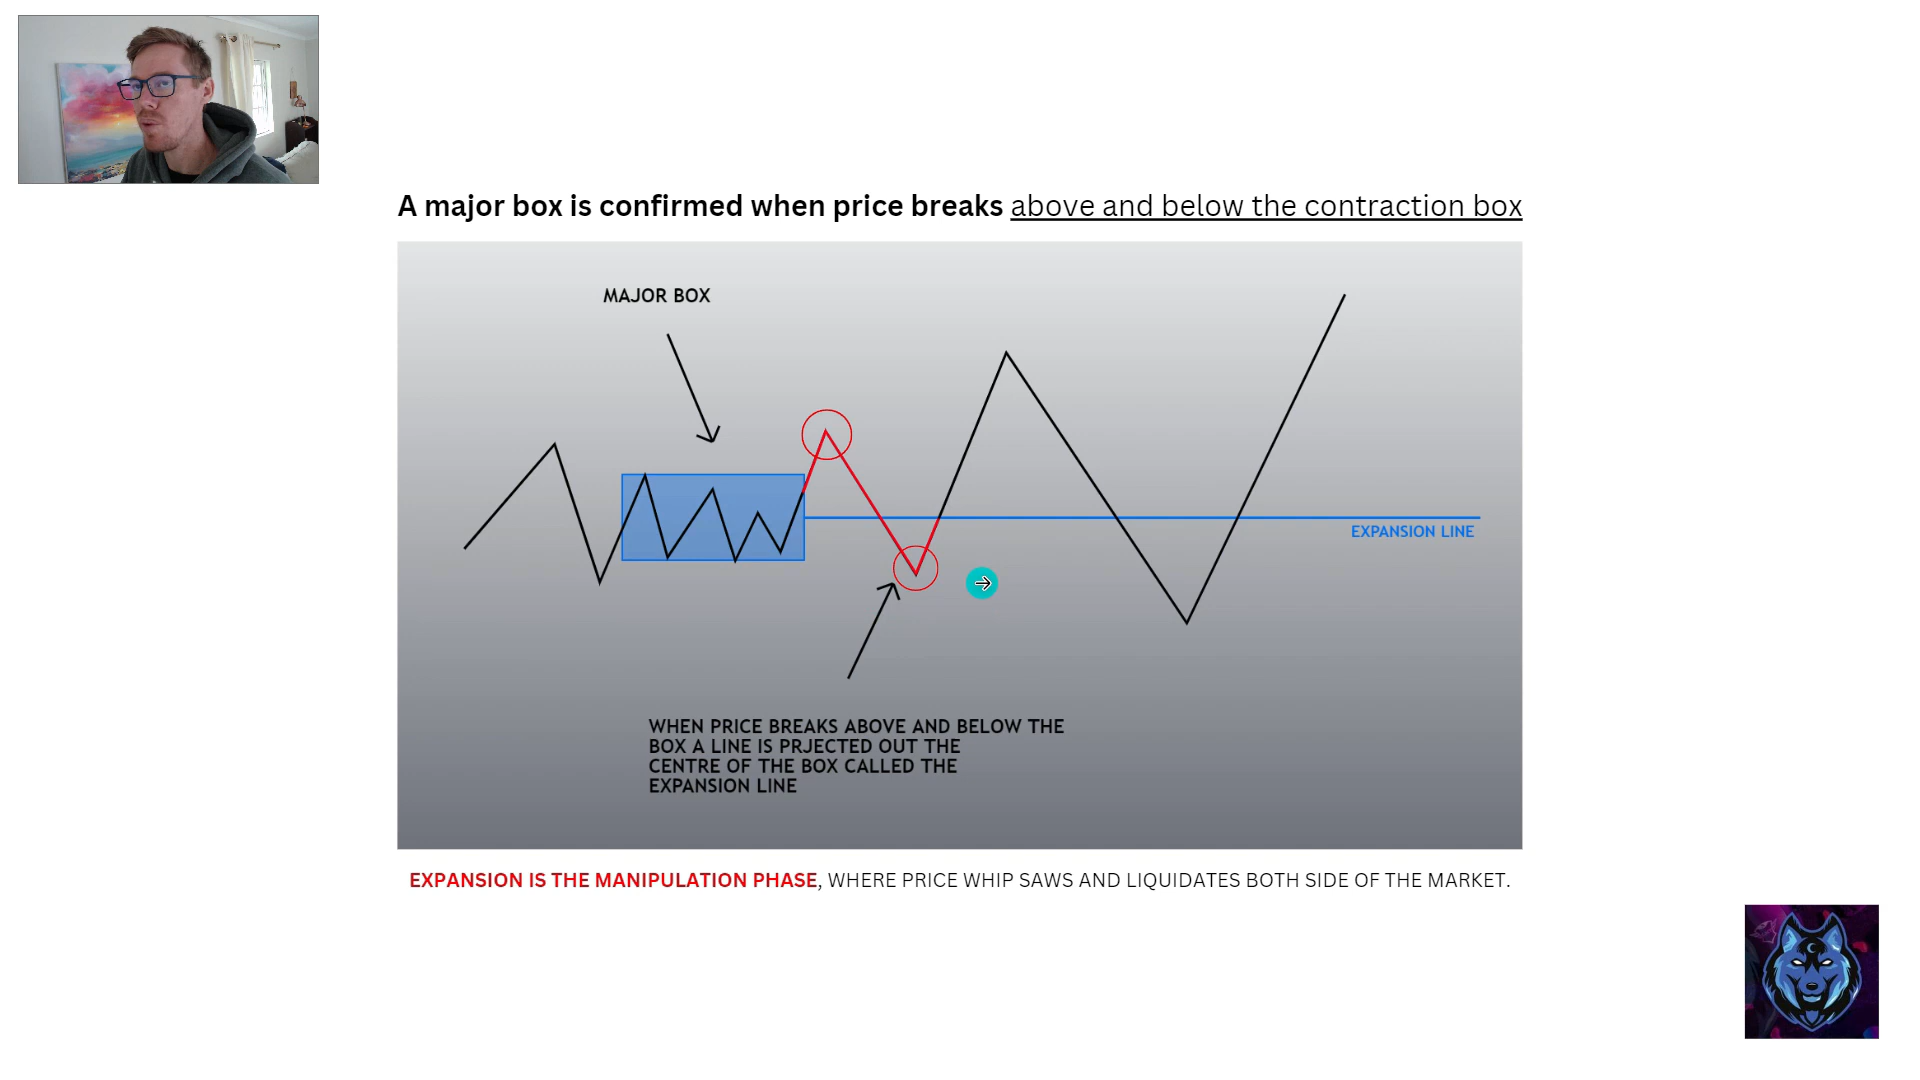 A major box is confirmed when price breaks above and below the contraction box
MAJOR BOX
EXPANSION LINE
WHEN PRICE BREAKS ABOVE AND BELOW THE
BOX A LINE IS PRJECTED OUT THE
CENTRE OF THE BOX CALLED THE
EXPANSION LINE
EXPANSION IS THE MANIPULATION PHASE, WHERE PRICE WHIP SAWS AND LIQUIDATES BOTH SIDE OF THE MARKET.